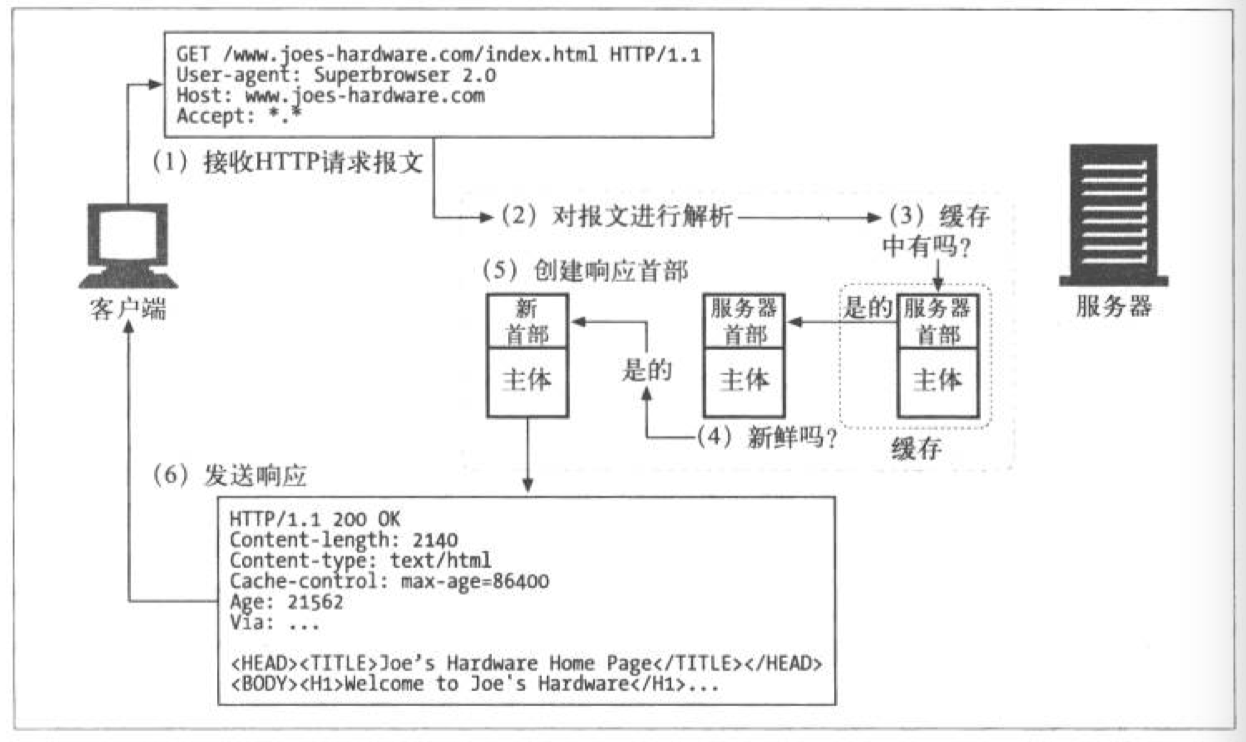 GET /www.joes-hardware.com/index.html HTTP/1.1
User-agent: Superbrowser 2.0
Host: www.joes-hardware.com
Accept: *.*
（1）接收HTTP请求报文
（2）对报文进行解析
（3）缓存
中有吗？
（5）创建响应首部
客户端
服务器
新
首部
主体
是的
服务器
首部
主体
是的
服务器
首部
主体
（4）新鲜吗？
缓存
（6）发送响应
HTTP/1.1 200 OK
Content-length: 2140
Content-type: text/html
Cache-control: max-age=86400
Age: 21562
Via: ...
<HEAD><TITLE>Joe's Hardware Home Page</TITLE></HEAD>
<BODY><H1>Welcome to Joe's Hardware</H1>...